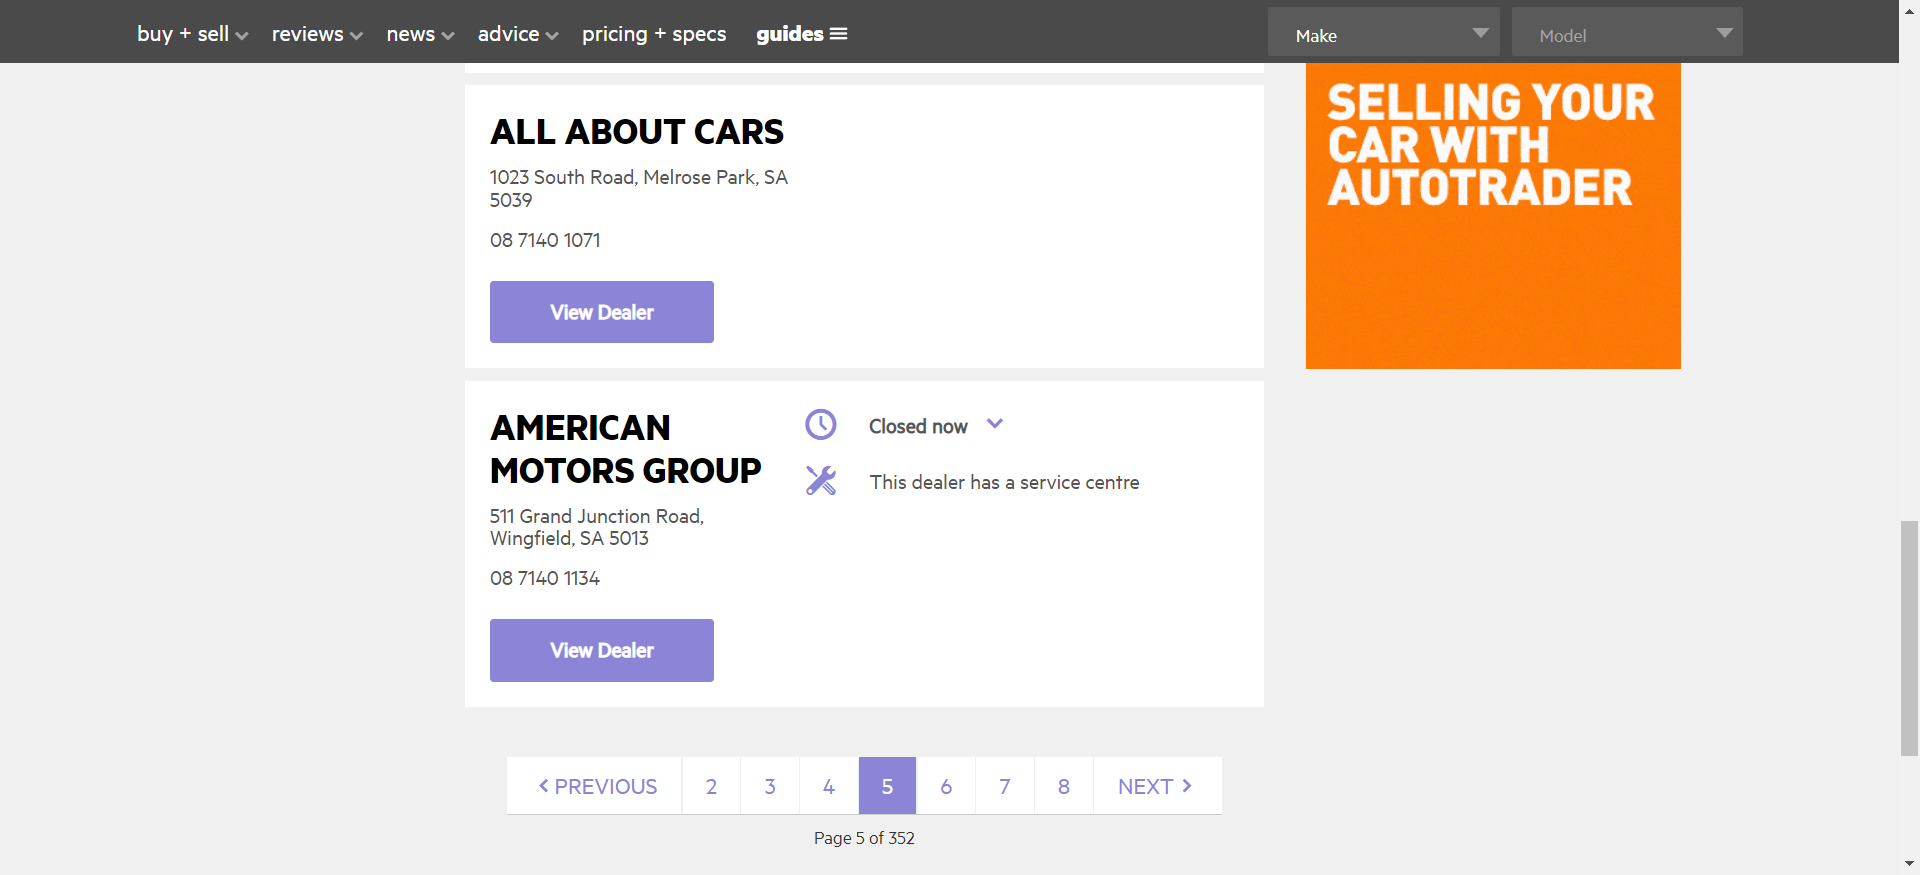 buy + sell
reviews
news
advice
pricing + specs
guides
Make
Model
ALL ABOUT CARS
1023 South Road, Melrose Park, SA
5039
08 7140 1071
View Dealer
SELLING YOUR
CAR WITH
AUTOTRADER
AMERICAN
MOTORS GROUP
511 Grand Junction Road,
Wingfield, SA 5013
08 7140 1134
View Dealer
Closed now
This dealer has a service centre
PREVIOUS 2 3 4 5 6 7 8 NEXT
Page 5 of 352